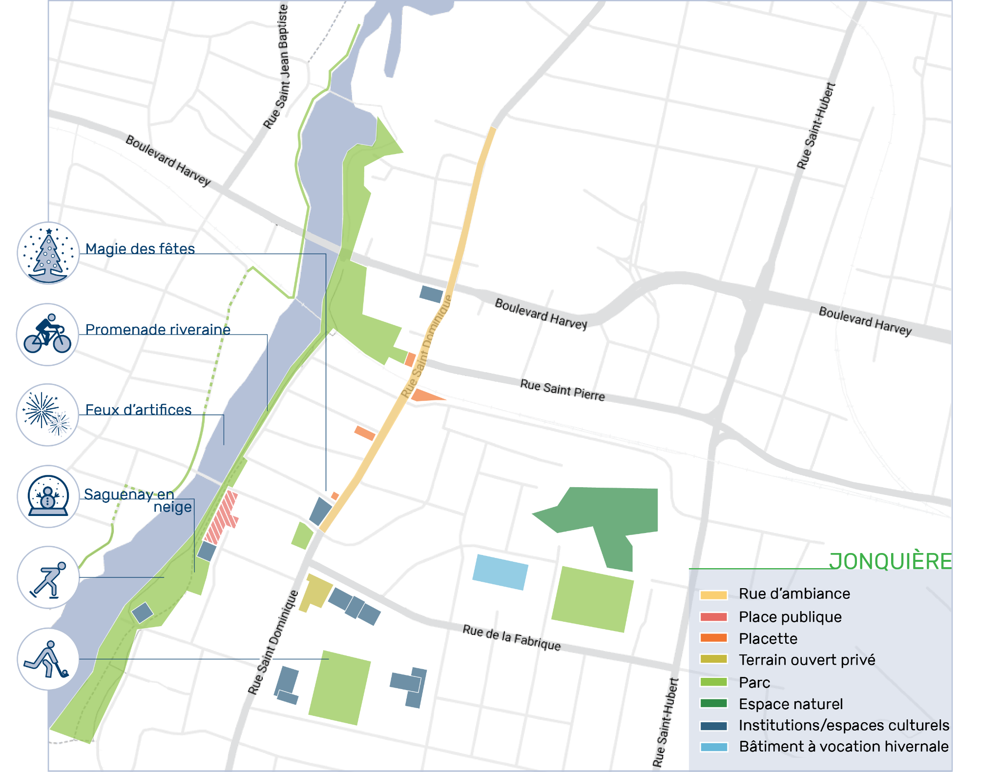 Rue Saint Jean Baptiste
Rue Saint-Hubert
Boulevard Harvey
Magie des fêtes
Promenade riveraine
Feux d’artifices
Saguenay en
neige
Rue Saint Dominique
Boulevard Harvey
Boulevard Harvey
Rue Saint Pierre
Rue Saint Dominique
Rue de la Fabrique
Rue Saint-Hubert
JONQUIÈRE
Rue d’ambiance
Place publique
Placette
Terrain ouvert privé
Parc
Espace naturel
Institutions/espaces culturels
Bâtiment à vocation hivernale